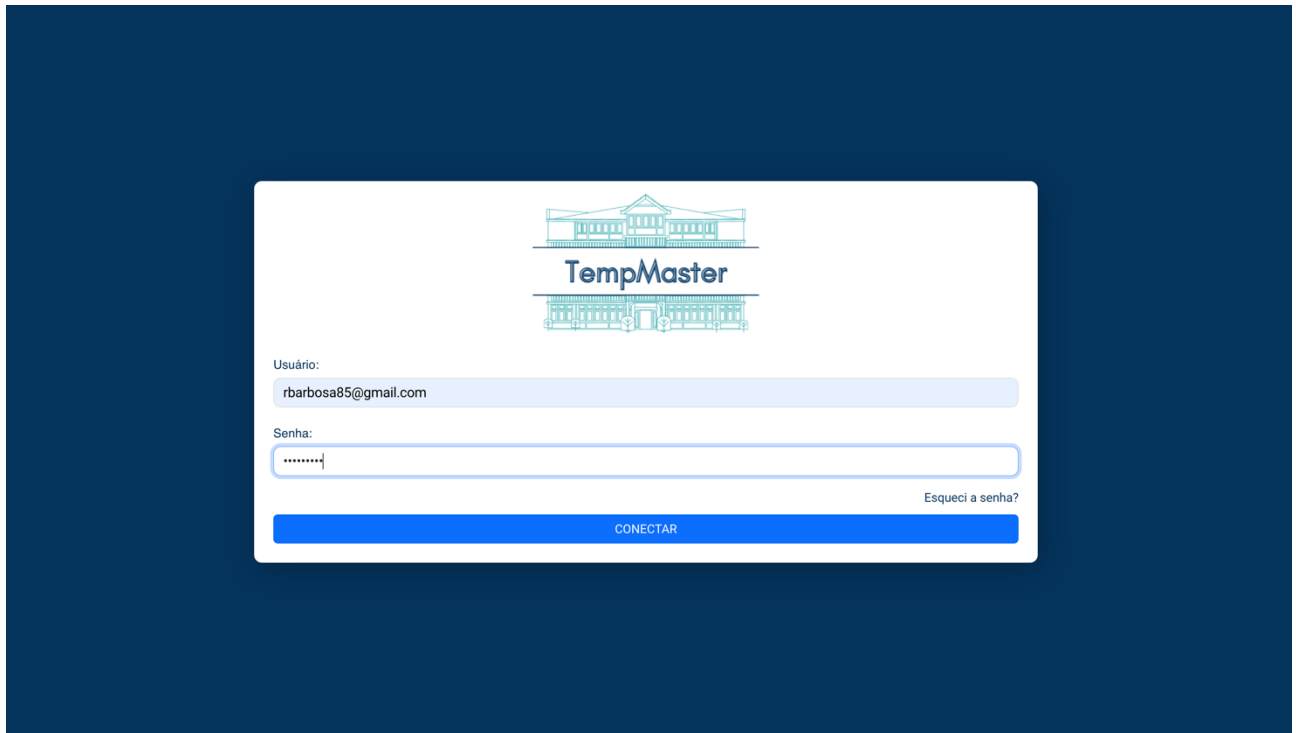 TempMaster
Usuário:
rbarbosa85@gmail.com
Senha:
•••••••••
Esqueci a senha?
CONECTAR